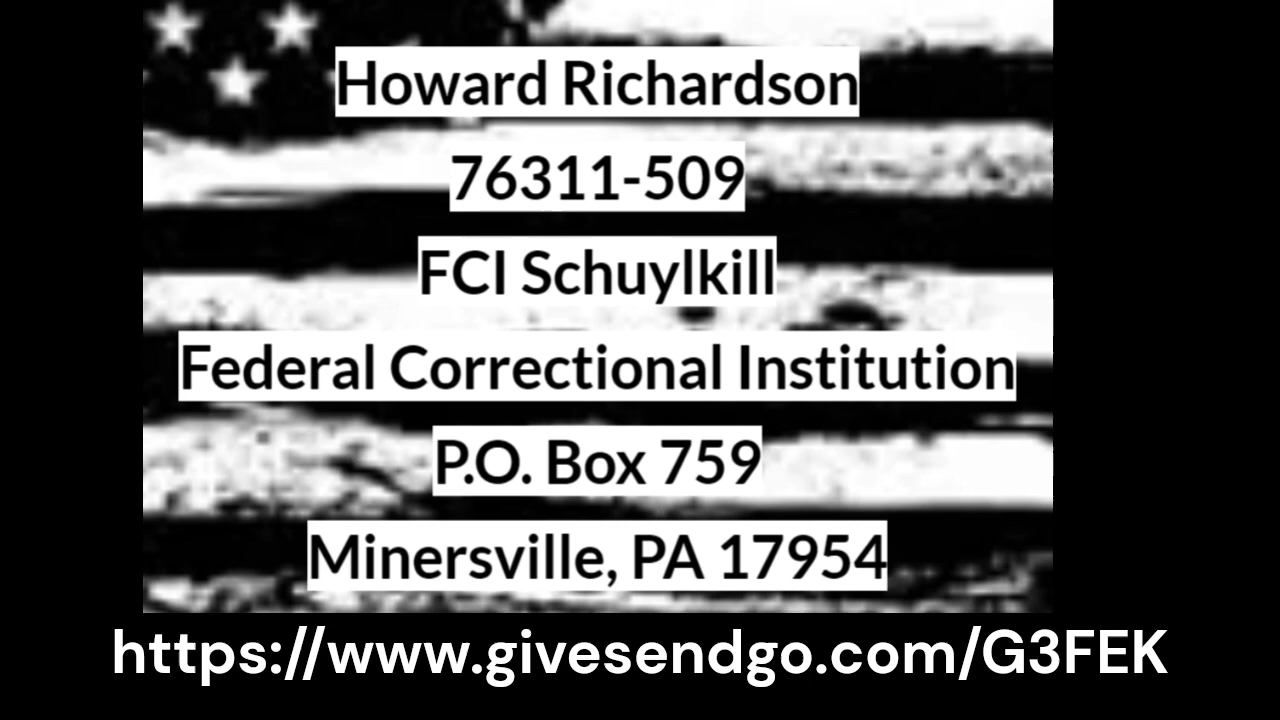 Howard Richardson
76311-509
FCI Schuylkill
Federal Correctional Institution
P.O. Box 759
Minersville, PA 17954
https://www.givesendgo.com/G3FEK